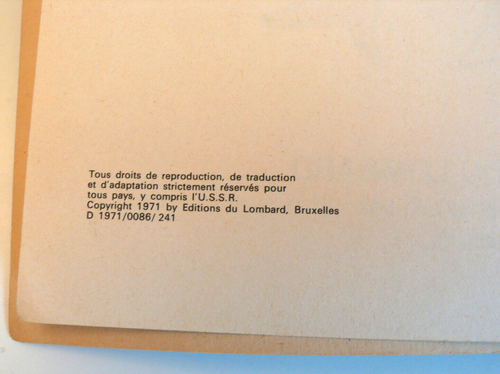 Tous droits de reproduction, de traduction
et d'adaptation strictement réservés pour
tous pays, y compris l'U.S.S.R.
Copyright 1971 by Editions du Lombard, Bruxelles
D 1971/0086/241